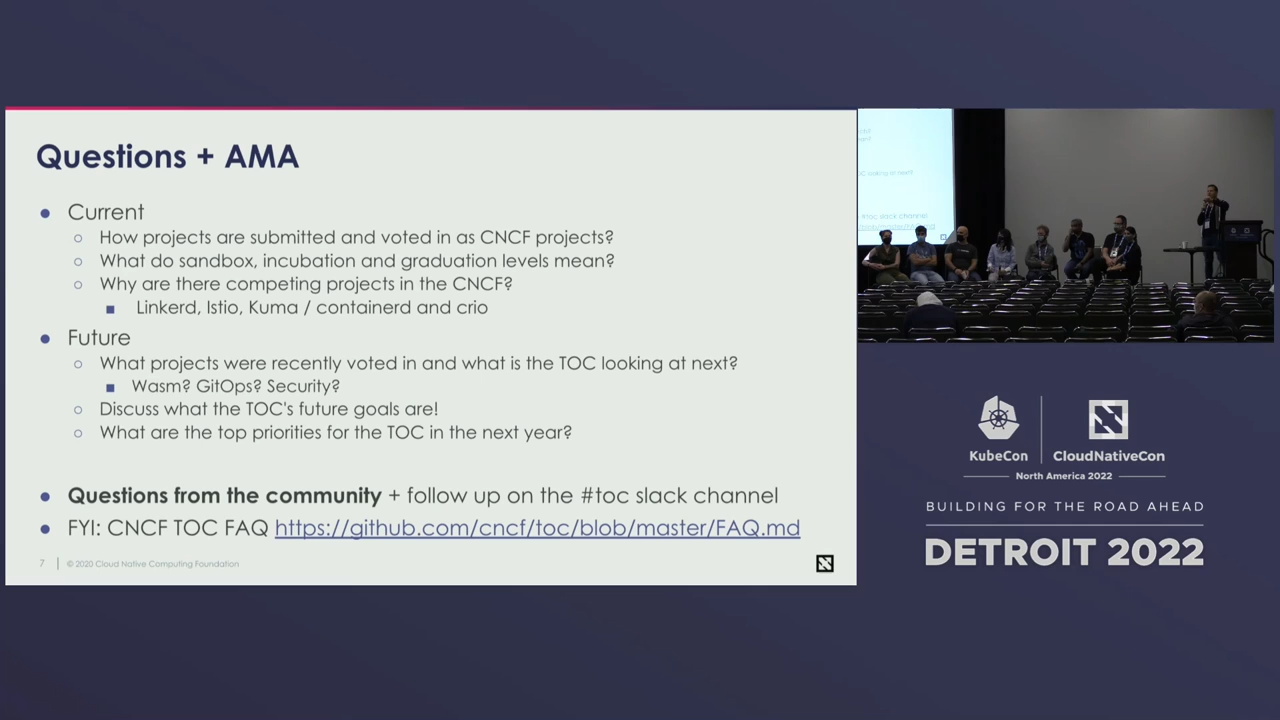 Questions + AMA
Current
How projects are submitted and voted in as CNCF projects?
What do sandbox, incubation and graduation levels mean?
Why are there competing projects in the CNCF?
Linkerd, Istio, Kuma / containerd and crio
Future
What projects were recently voted in and what is the TOC looking at next?
Wasm? GitOps? Security?
Discuss what the TOC's future goals are!
What are the top priorities for the TOC in the next year?
Questions from the community + follow up on the #toc slack channel
FYI: CNCF TOC FAQ https://github.com/cncf/toc/blob/master/FAQ.md
7 | © 2020 Cloud Native Computing Foundation
KubeCon CloudNativeCon
North America 2022
BUILDING FOR THE ROAD AHEAD
DETROIT 2022